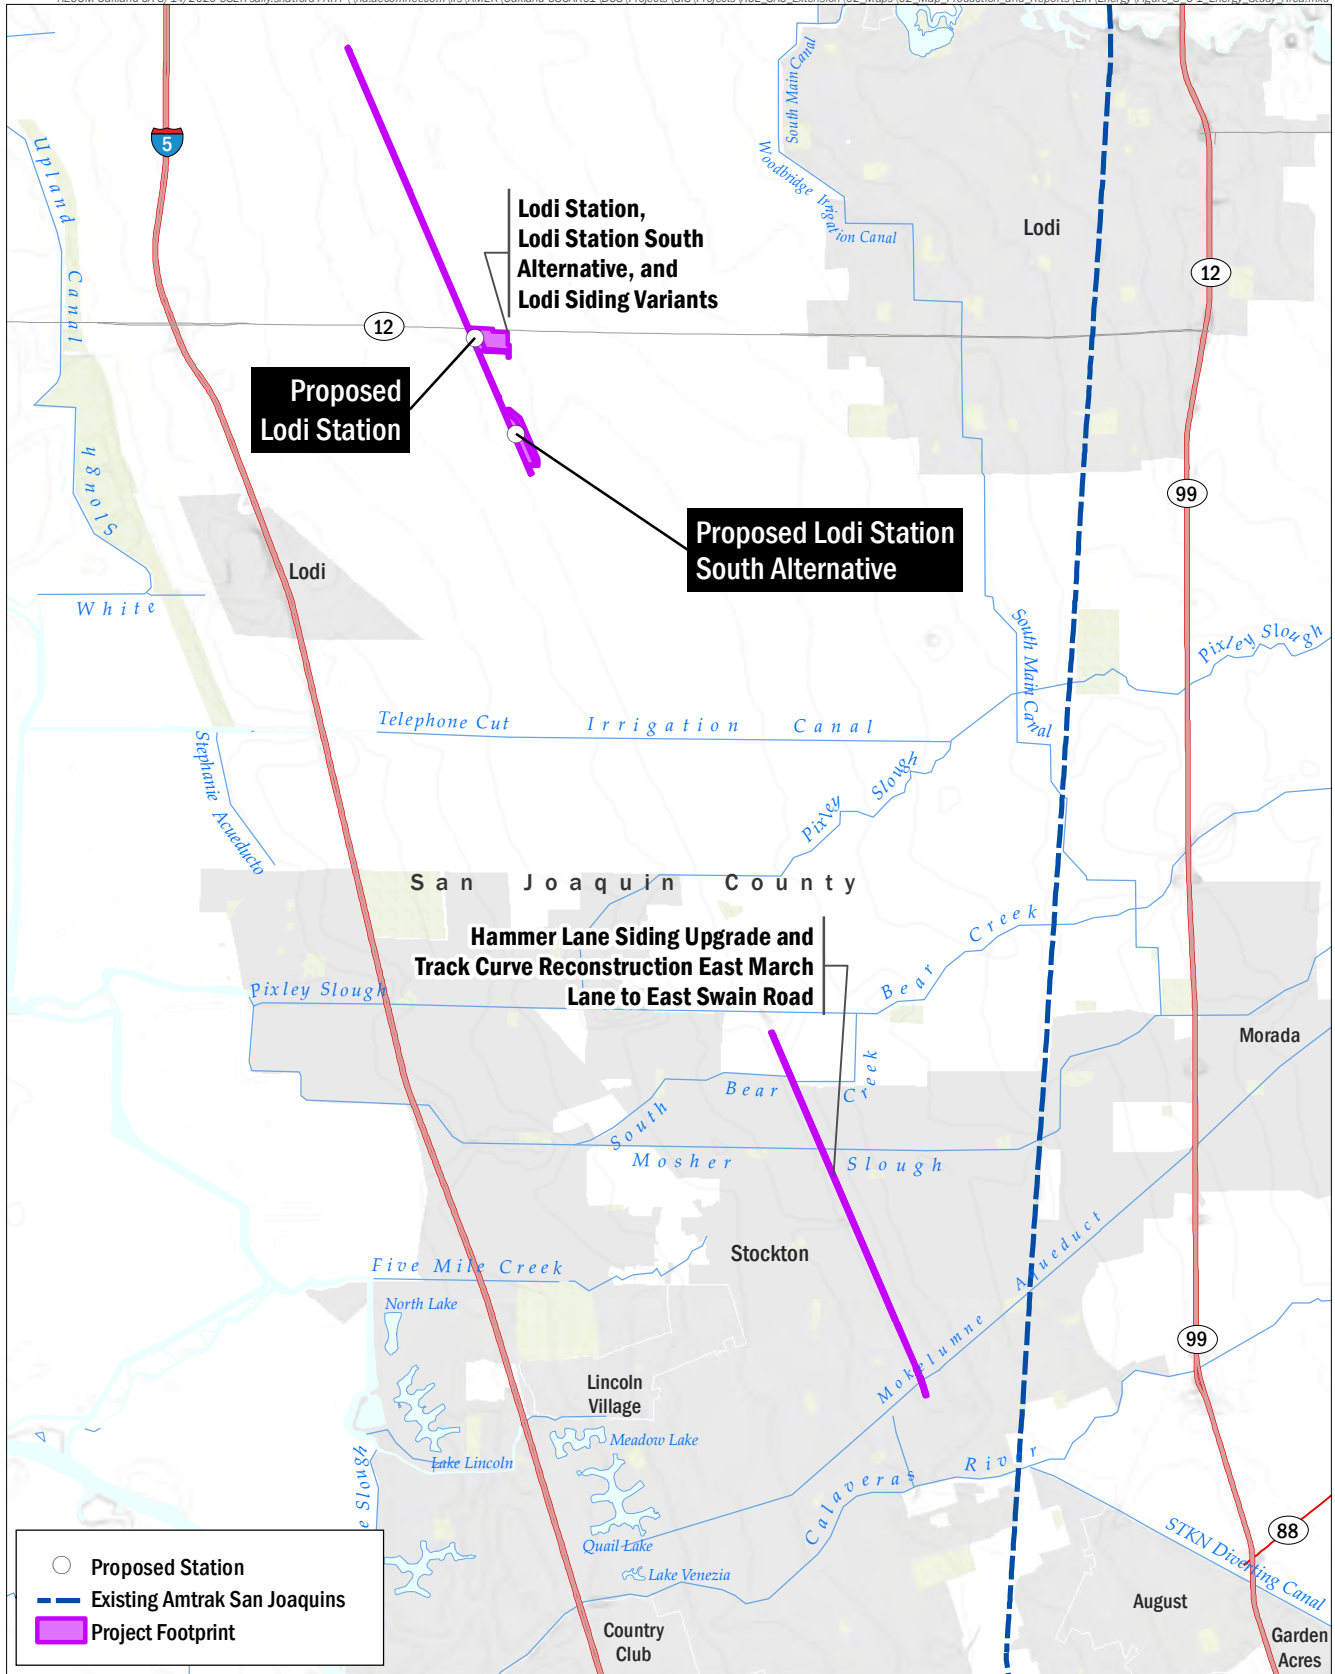 South Main Canal
5
Upland
Canal
Slough
Woodbridge Irrigation Canal
Lodi
Lodi Station,
Lodi Station South
Alternative, and
Lodi Siding Variants
12
12
Proposed
Lodi Station
99
Proposed Lodi Station
South Alternative
Lodi
White
South Main Canal
Pixley Slough
Telephone Cut Irrigation Canal
Stephanie Acueducto
Pixley Slough
San Joaquin County
Hammer Lane Siding Upgrade and
Track Curve Reconstruction East March
Lane to East Swain Road
Bear Creek
Pixley Slough
Morada
South Bear Creek
Mosher Slough
Stockton
Mokelumne Aqueduct
Five Mile Creek
North Lake
99
Lincoln
Village
Meadow Lake
Lake Lincoln
e Slough
Calaveras River
88
STKN Diverting Canal
Quail Lake
Lake Venezia
August
Country
Club
Garden
Acres
Proposed Station
Existing Amtrak San Joaquins
Project Footprint